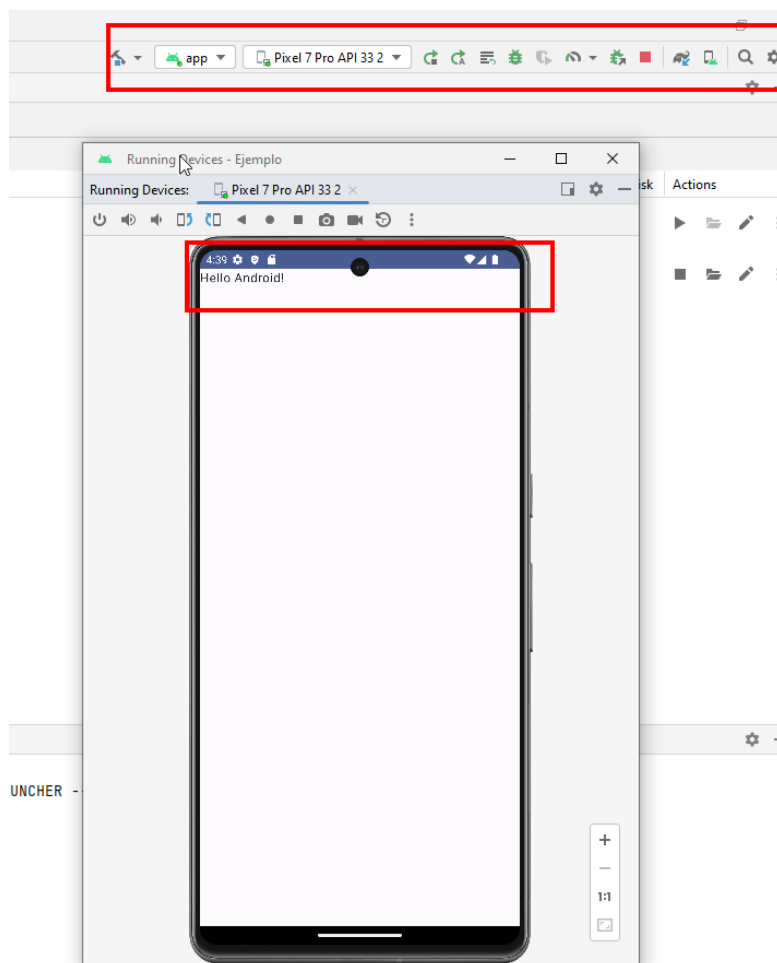 app Pixel 7 Pro API 33 2
Running Devices - Ejemplo
Running Devices: Pixel 7 Pro API 33 2
isk Actions
4:39
Hello Android!
UNCHER -
1:1